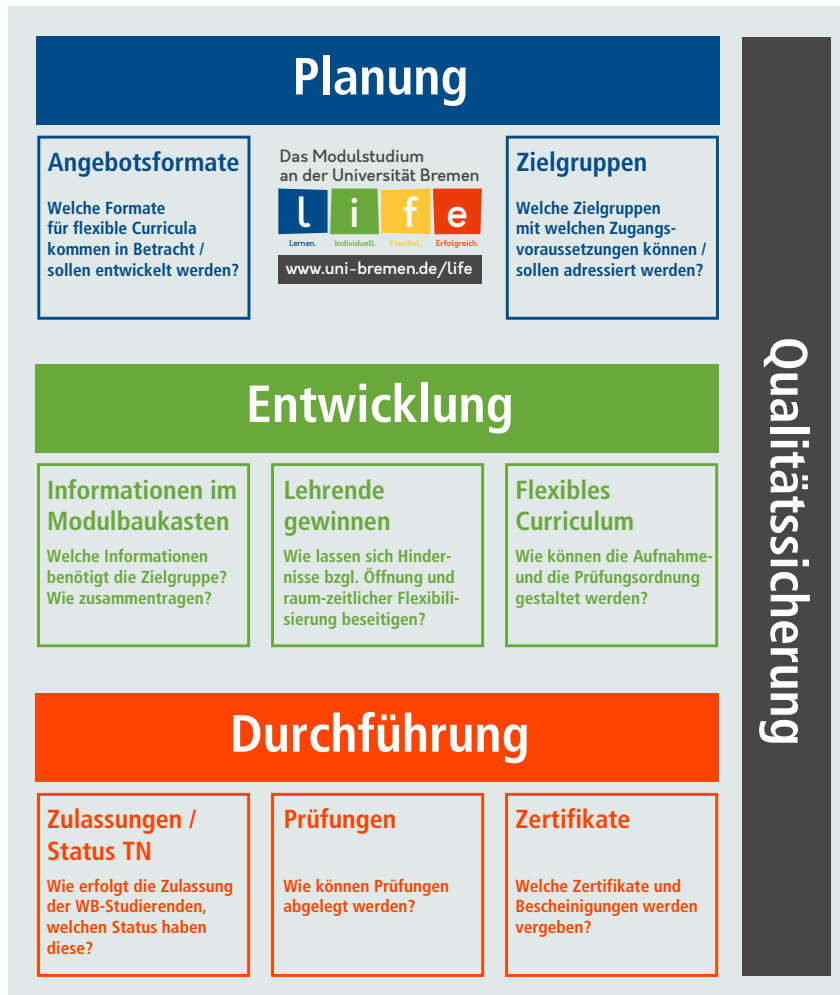 Planung
Angebotsformate
Welche Formate
für flexible Curricula
kommen in Betracht /
sollen entwickelt werden?
Das Modulstudium
an der Universität Bremen
life
Lernen. Individuell. Flexibel. Erfolgreich.
www.uni-bremen.de/life
Zielgruppen
Welche Zielgruppen
mit welchen Zugangs-
voraussetzungen können /
sollen adressiert werden?
Entwicklung
Informationen im
Modulbaukasten
Welche Informationen
benötigt die Zielgruppe?
Wie zusammentragen?
Lehrende
gewinnen
Wie lassen sich Hinder-
nisse bzgl. Öffnung und
raum-zeitlicher Flexibili-
sierung beseitigen?
Flexibles
Curriculum
Wie können die Aufnahme-
und die Prüfungsordnung
gestaltet werden?
Durchführung
Zulassungen /
Status TN
Wie erfolgt die Zulassung
der WB-Studierenden,
welchen Status haben
diese?
Prüfungen
Wie können Prüfungen
abgelegt werden?
Zertifikate
Welche Zertifikate und
Bescheinigungen werden
vergeben?
Qualitätssicherung